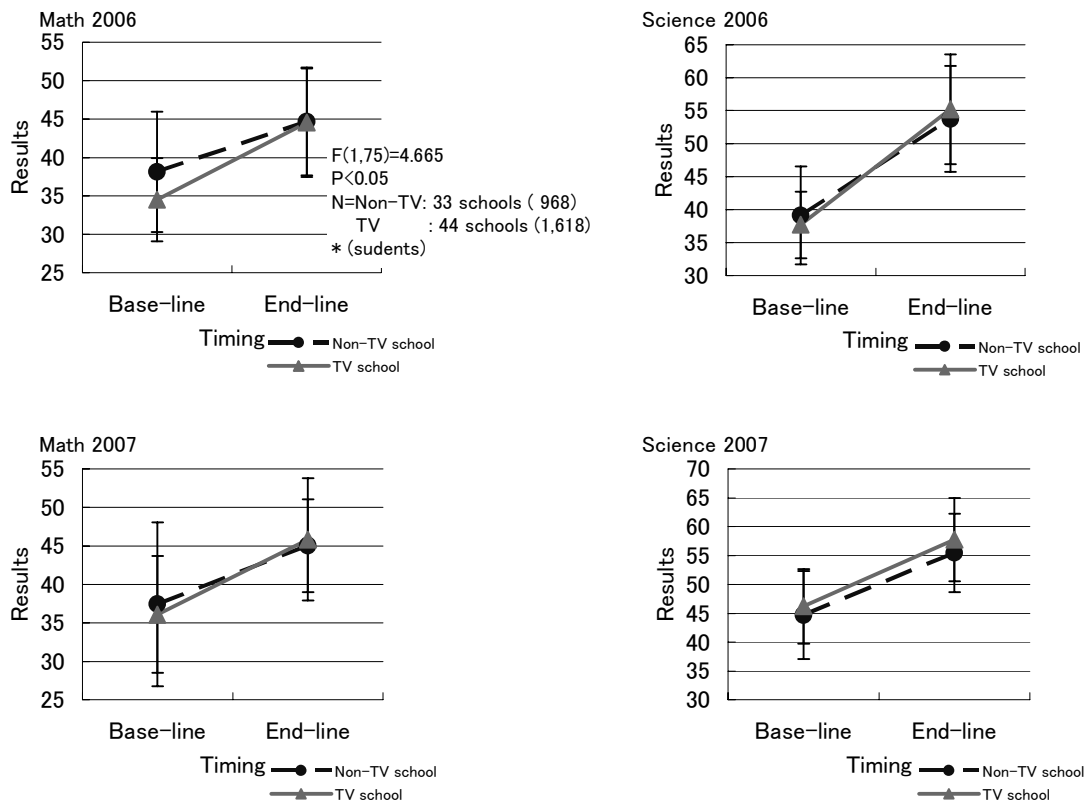 Math 2006
55
50
45
40
35
30
25
Results
F(1,75)=4.665
P<0.05
N=Non-TV: 33 schools ( 968)
TV : 44 schools (1,618)
* (sudents)
Base-line End-line
Timing
Non-TV school
TV school
Science 2006
65
60
55
50
45
40
35
30
Results
Base-line End-line
Timing
Non-TV school
TV school
Math 2007
55
50
45
40
35
30
25
Results
Base-line End-line
Timing
Non-TV school
TV school
Science 2007
70
65
60
55
50
45
40
35
30
Results
Base-line End-line
Timing
Non-TV school
TV school